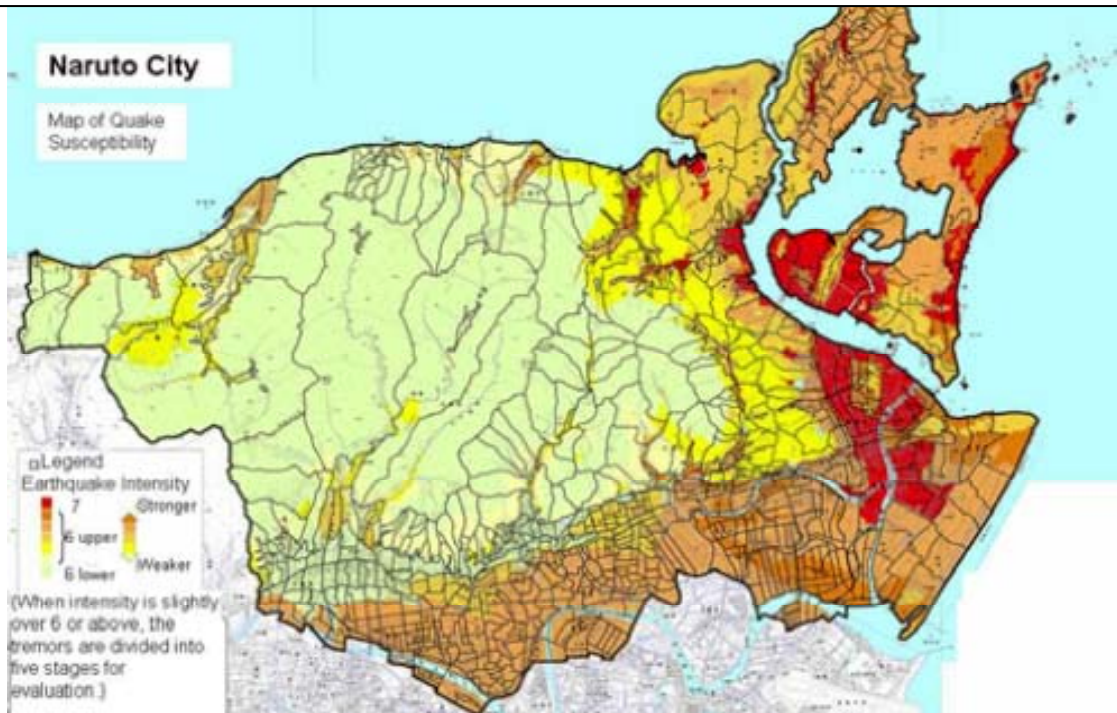 Naruto City
Map of Quake
Susceptibility
Legend
Earthquake Intensity
7
Stronger
6 upper
Weaker
6 lower
(When intensity is slightly
over 6 or above, the
tremors are divided into
five stages for
evaluation.)